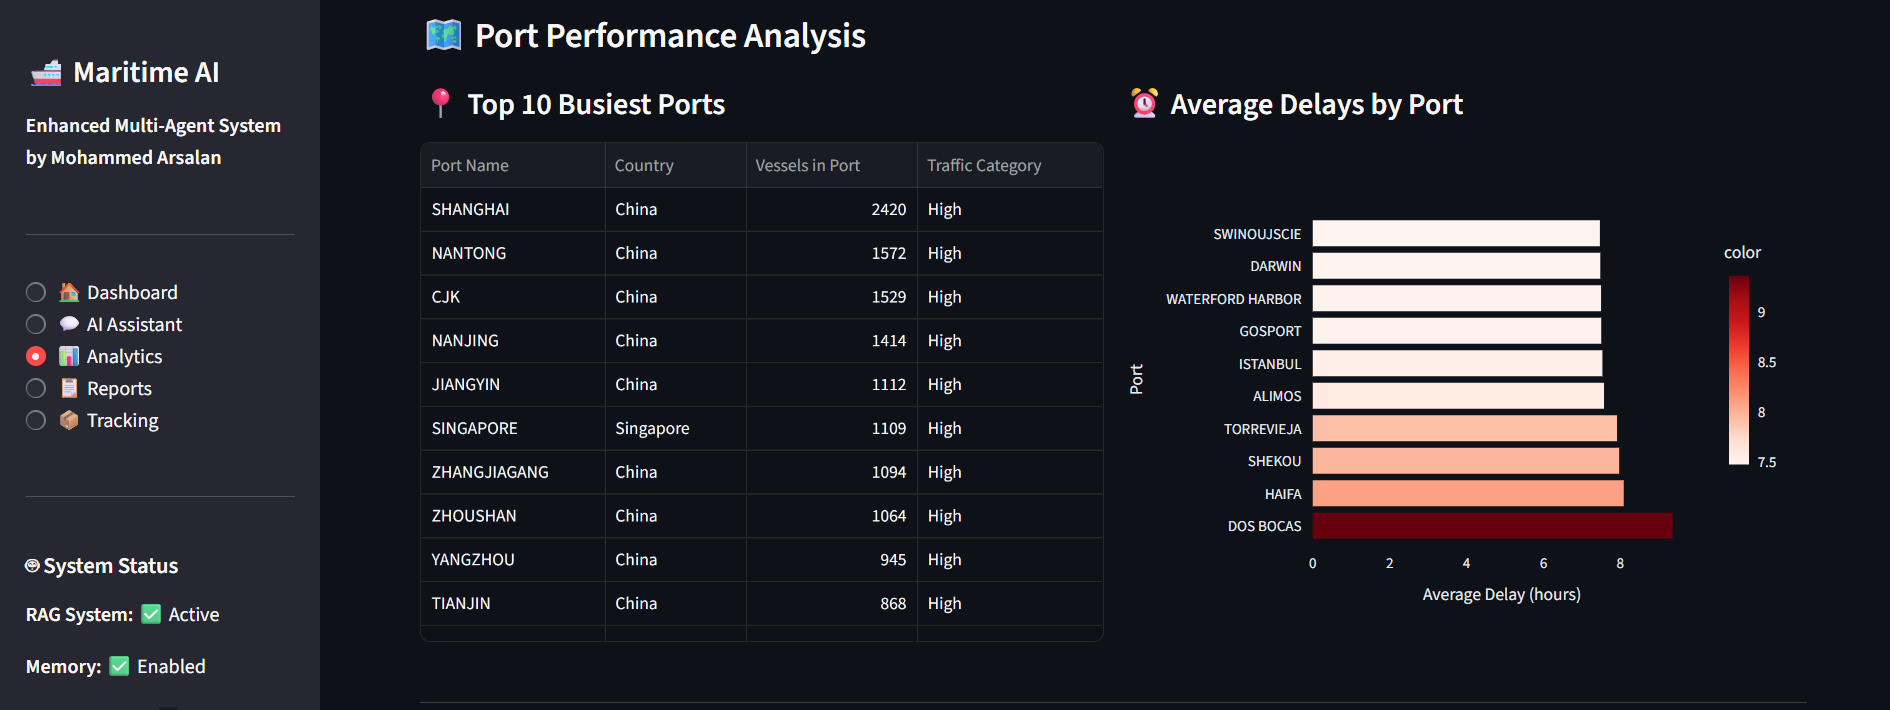 Maritime AI
Enhanced Multi-Agent System
by Mohammed Arsalan
Dashboard
AI Assistant
Analytics
Reports
Tracking
System Status
RAG System: ✅ Active
Memory: ✅ Enabled
Port Performance Analysis
Top 10 Busiest Ports
Port Name Country Vessels in Port Traffic Category
SHANGHAI China 2420 High
NANTONG China 1572 High
CJK China 1529 High
NANJING China 1414 High
JIANGYIN China 1112 High
SINGAPORE Singapore 1109 High
ZHANGJIAGANG China 1094 High
ZHOUSHAN China 1064 High
YANGZHOU China 945 High
TIANJIN China 868 High
Average Delays by Port
Port
SWINOUJSCIE
DARWIN
WATERFORD HARBOR
GOSPORT
ISTANBUL
ALIMOS
TORREVIEJA
SHEKOU
HAIFA
DOS BOCAS
0 2 4 6 8
Average Delay (hours)
color
9
8.5
8
7.5